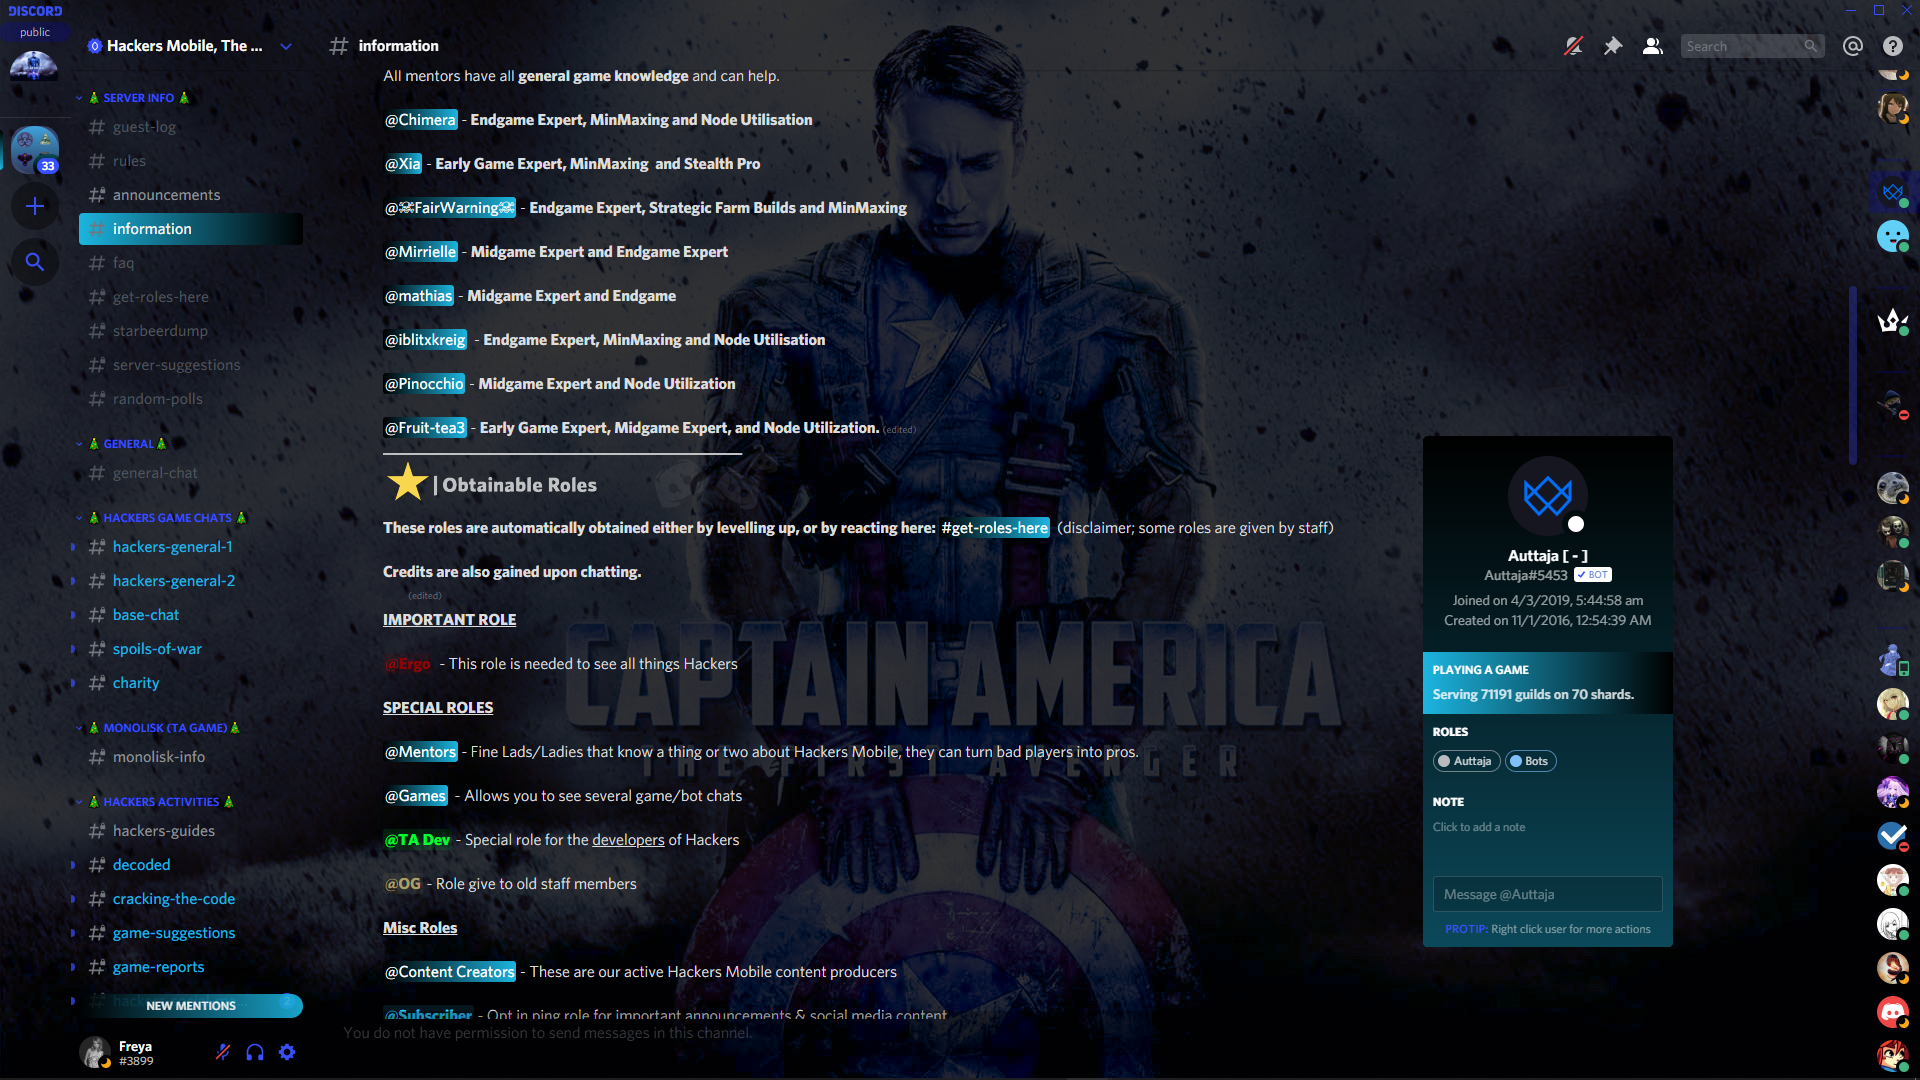 DISCORD
public
33
Hackers Mobile, The ...
SERVER INFO
guest-log
rules
announcements
information
faq
get-roles-here
starbeerdump
server-suggestions
random-polls
GENERAL
general-chat
HACKERS GAME CHATS
hackers-general-1
hackers-general-2
base-chat
spoils-of-war
charity
MONOLISK (TA GAME)
monolisk-info
HACKERS ACTIVITIES
hackers-guides
decoded
cracking-the-code
game-suggestions
game-reports
NEW MENTIONS
2
Freya
#3899
information
Search
All mentors have all general game knowledge and can help.
@Chimera - Endgame Expert, MinMaxing and Node Utilisation
@Xia - Early Game Expert, MinMaxing and Stealth Pro
@☠FairWarning☠ - Endgame Expert, Strategic Farm Builds and MinMaxing
@Mirrielle - Midgame Expert and Endgame Expert
@mathias - Midgame Expert and Endgame
@iblitxkreig - Endgame Expert, MinMaxing and Node Utilisation
@Pinocchio - Midgame Expert and Node Utilization
@Fruit-tea3 - Early Game Expert, Midgame Expert, and Node Utilization. (edited)
| Obtainable Roles
These roles are automatically obtained either by levelling up, or by reacting here: #get-roles-here (disclaimer; some roles are given by staff)
Credits are also gained upon chatting.
(edited)
IMPORTANT ROLE
@Ergo - This role is needed to see all things Hackers
SPECIAL ROLES
@Mentors - Fine Lads/Ladies that know a thing or two about Hackers Mobile, they can turn bad players into pros.
@Games - Allows you to see several game/bot chats
@TA Dev - Special role for the developers of Hackers
@OG - Role give to old staff members
Misc Roles
@Content Creators - These are our active Hackers Mobile content producers
@Subscriber - Opt in ping role for important announcements & social media content
You do not have permission to send messages in this channel.
CAPTAIN AMERICA
THE FIRST AVENGER
Auttaja [ - ]
Auttaja#5453 BOT
Joined on 4/3/2019, 5:44:58 am
Created on 11/1/2016, 12:54:39 AM
PLAYING A GAME
Serving 71191 guilds on 70 shards.
ROLES
Auttaja Bots
NOTE
Click to add a note
Message @Auttaja
PROTIP: Right click user for more actions